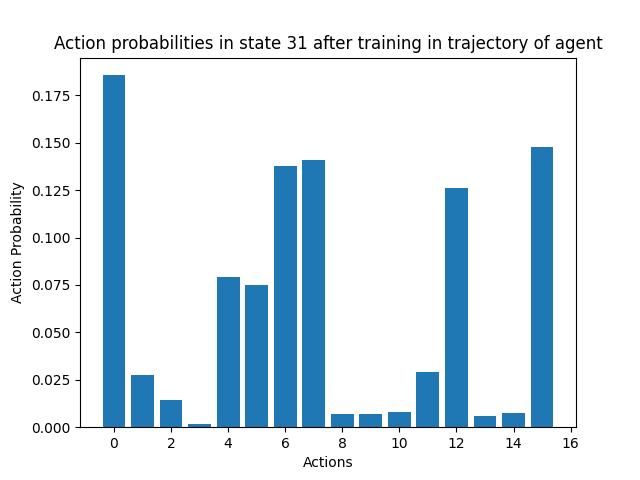 Action probabilities in state 31 after training in trajectory of agent
Action Probability
0.175
0.150
0.125
0.100
0.075
0.050
0.025
0.000
0 2 4 6 8 10 12 14 16
Actions